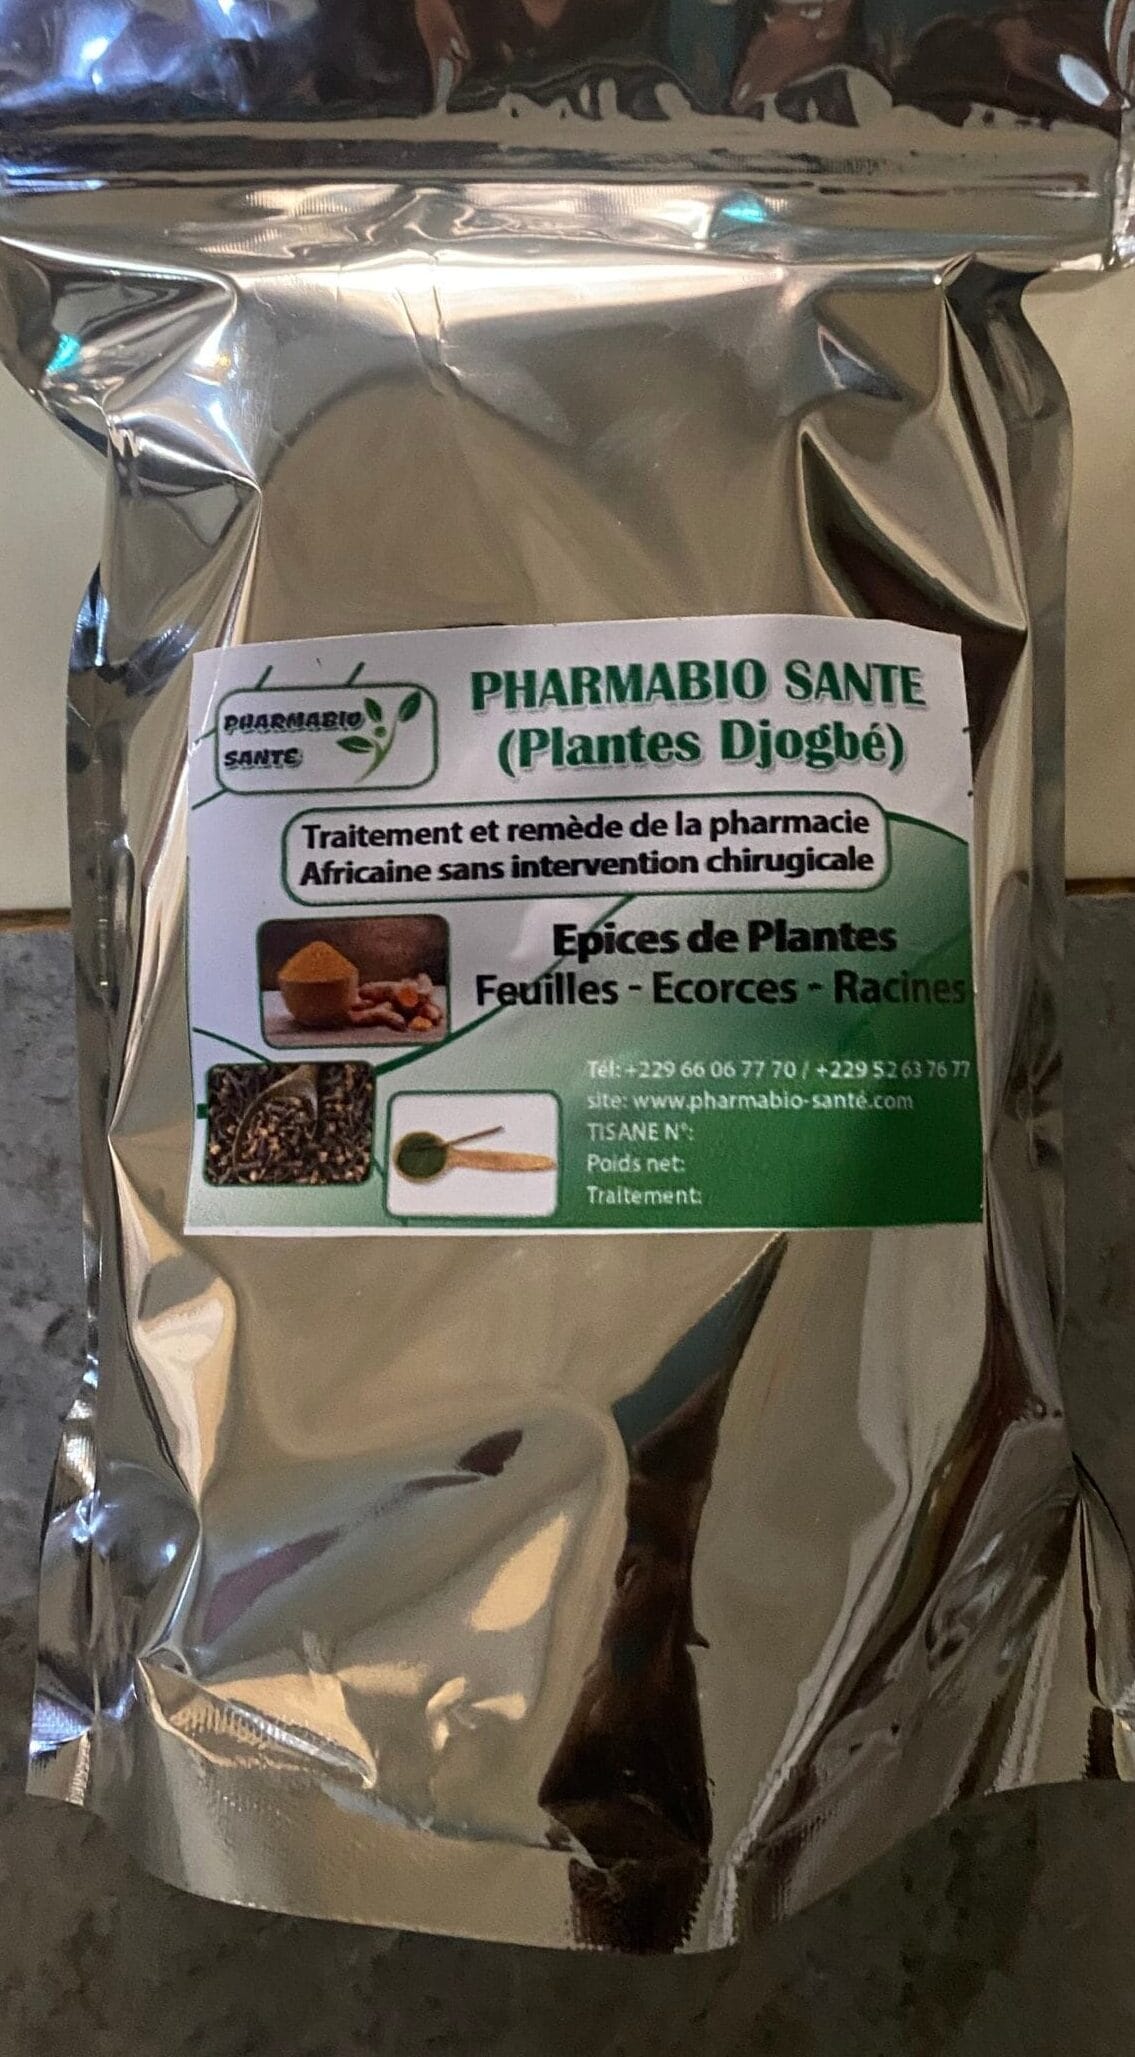 PHARMABIO
SANTE
PHARMABIO SANTE
(Plantes Djogbé)
Traitement et remède de la pharmacie
Africaine sans intervention chirugicale
Epices de Plantes
Feuilles - Ecorces - Racines
Tél: +229 66 06 77 70 / +229 52 63 76 77
site: www.pharmabio-santé.com
TISANE N°:
Poids net:
Traitement: